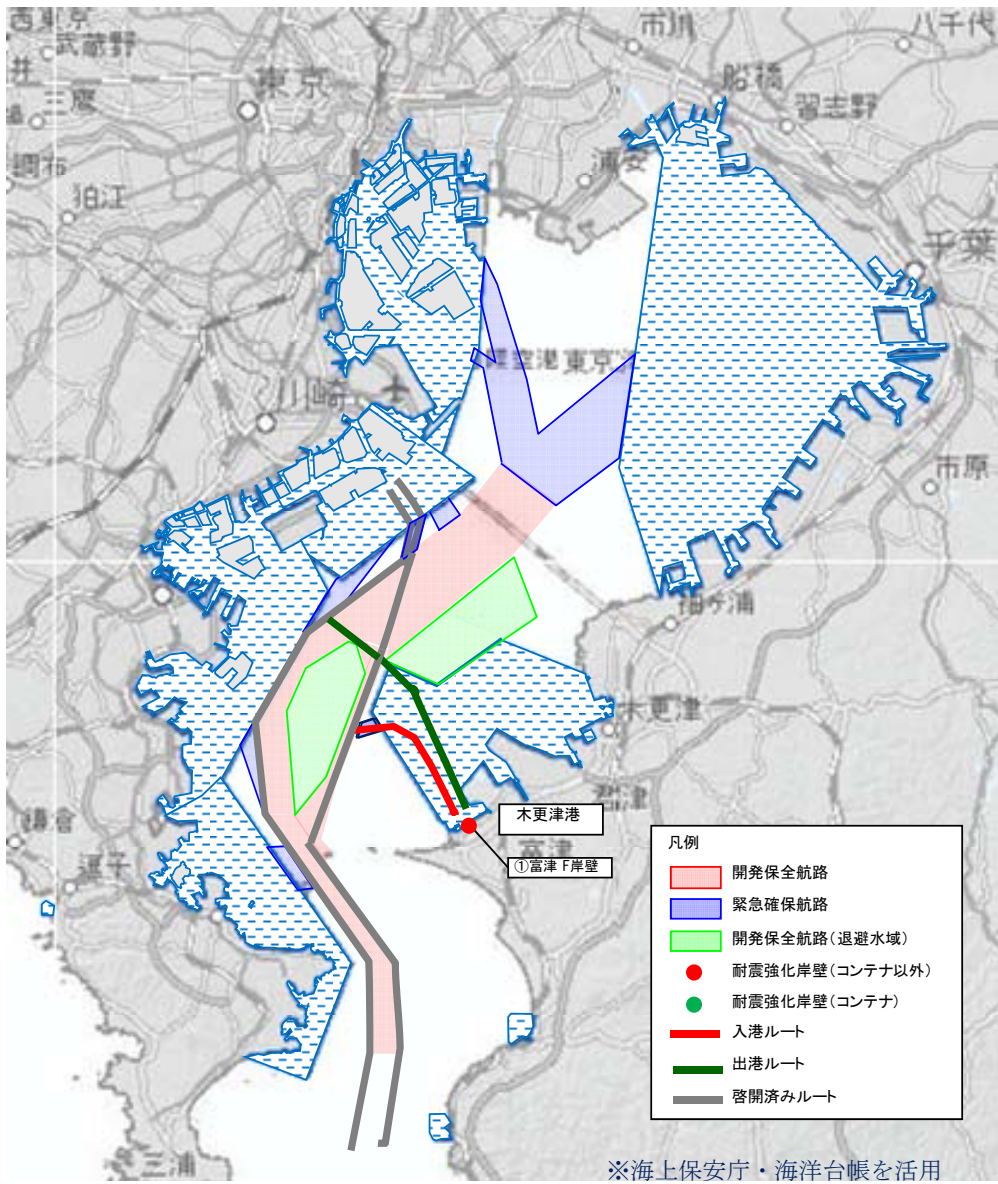 西東京
武蔵野
市川
八千代
井
三鷹
東京
船橋
習志野
調布
浦安
狛江
千葉
空港 東京
川崎
市原
袖ヶ浦
木更津
君津
鎌倉
逗子
富津
三浦
木更津港
①富津 F岸壁
凡例
開発保全航路
緊急確保航路
開発保全航路(退避水域)
耐震強化岸壁(コンテナ以外)
耐震強化岸壁(コンテナ)
入港ルート
出港ルート
啓開済みルート
※海上保安庁・海洋台帳を活用